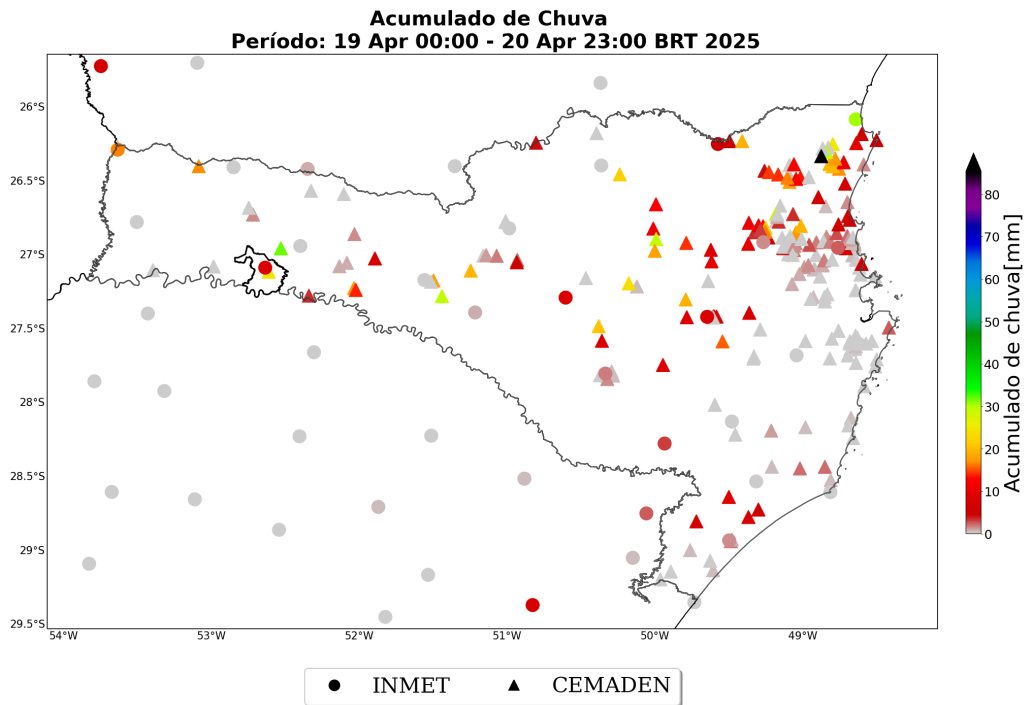 Acumulado de Chuva
Período: 19 Apr 00:00 - 20 Apr 23:00 BRT 2025
26°S
26.5°S
27°S
27.5°S
28°S
28.5°S
29°S
29.5°S
54°W
53°W
52°W
51°W
50°W
49°W
80
70
60
50
40
30
20
10
0
Acumulado de chuva[mm]
INMET
CEMADEN